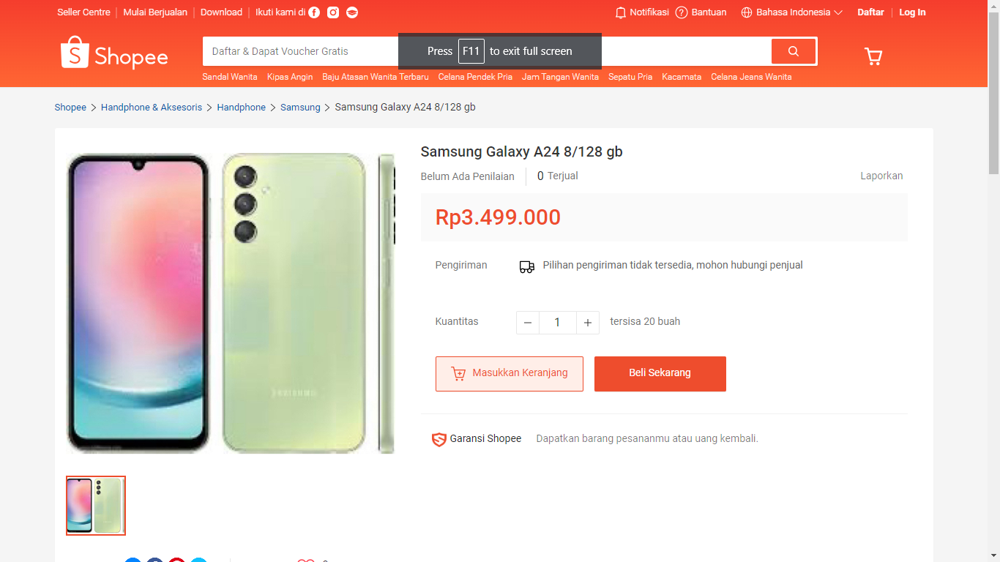 Seller Centre Mulai Berjualan Download Ikuti kami di Notifikasi Bantuan Bahasa Indonesia Daftar Log In
Shopee Daftar & Dapat Voucher Gratis Press F11 to exit full screen
Sandal Wanita Kipas Angin Baju Atasan Wanita Terbaru Celana Pendek Pria Jam Tangan Wanita Sepatu Pria Kacamata Celana Jeans Wanita
Shopee > Handphone & Aksesoris > Handphone > Samsung > Samsung Galaxy A24 8/128 gb
Samsung Galaxy A24 8/128 gb
Belum Ada Penilaian 0 Terjual Laporkan
Rp3.499.000
Pengiriman Pilihan pengiriman tidak tersedia, mohon hubungi penjual
Kuantitas − 1 + tersisa 20 buah
Masukkan Keranjang Beli Sekarang
SAMSUNG
Garansi Shopee Dapatkan barang pesananmu atau uang kembali.